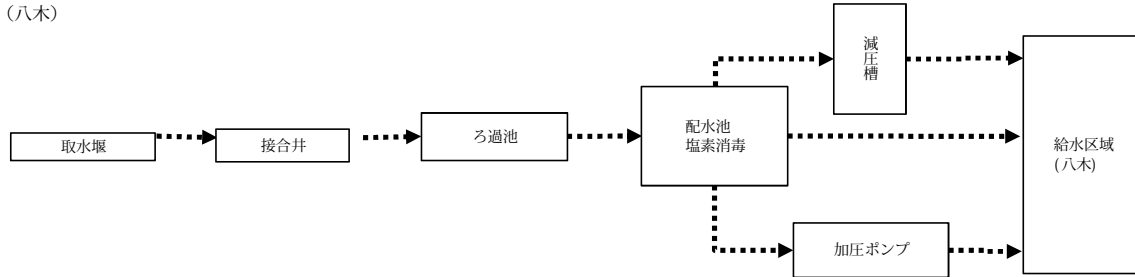 （八木）
取水堰
接合井
ろ過池
配水池
塩素消毒
減圧槽
加圧ポンプ
給水区域
(八木)